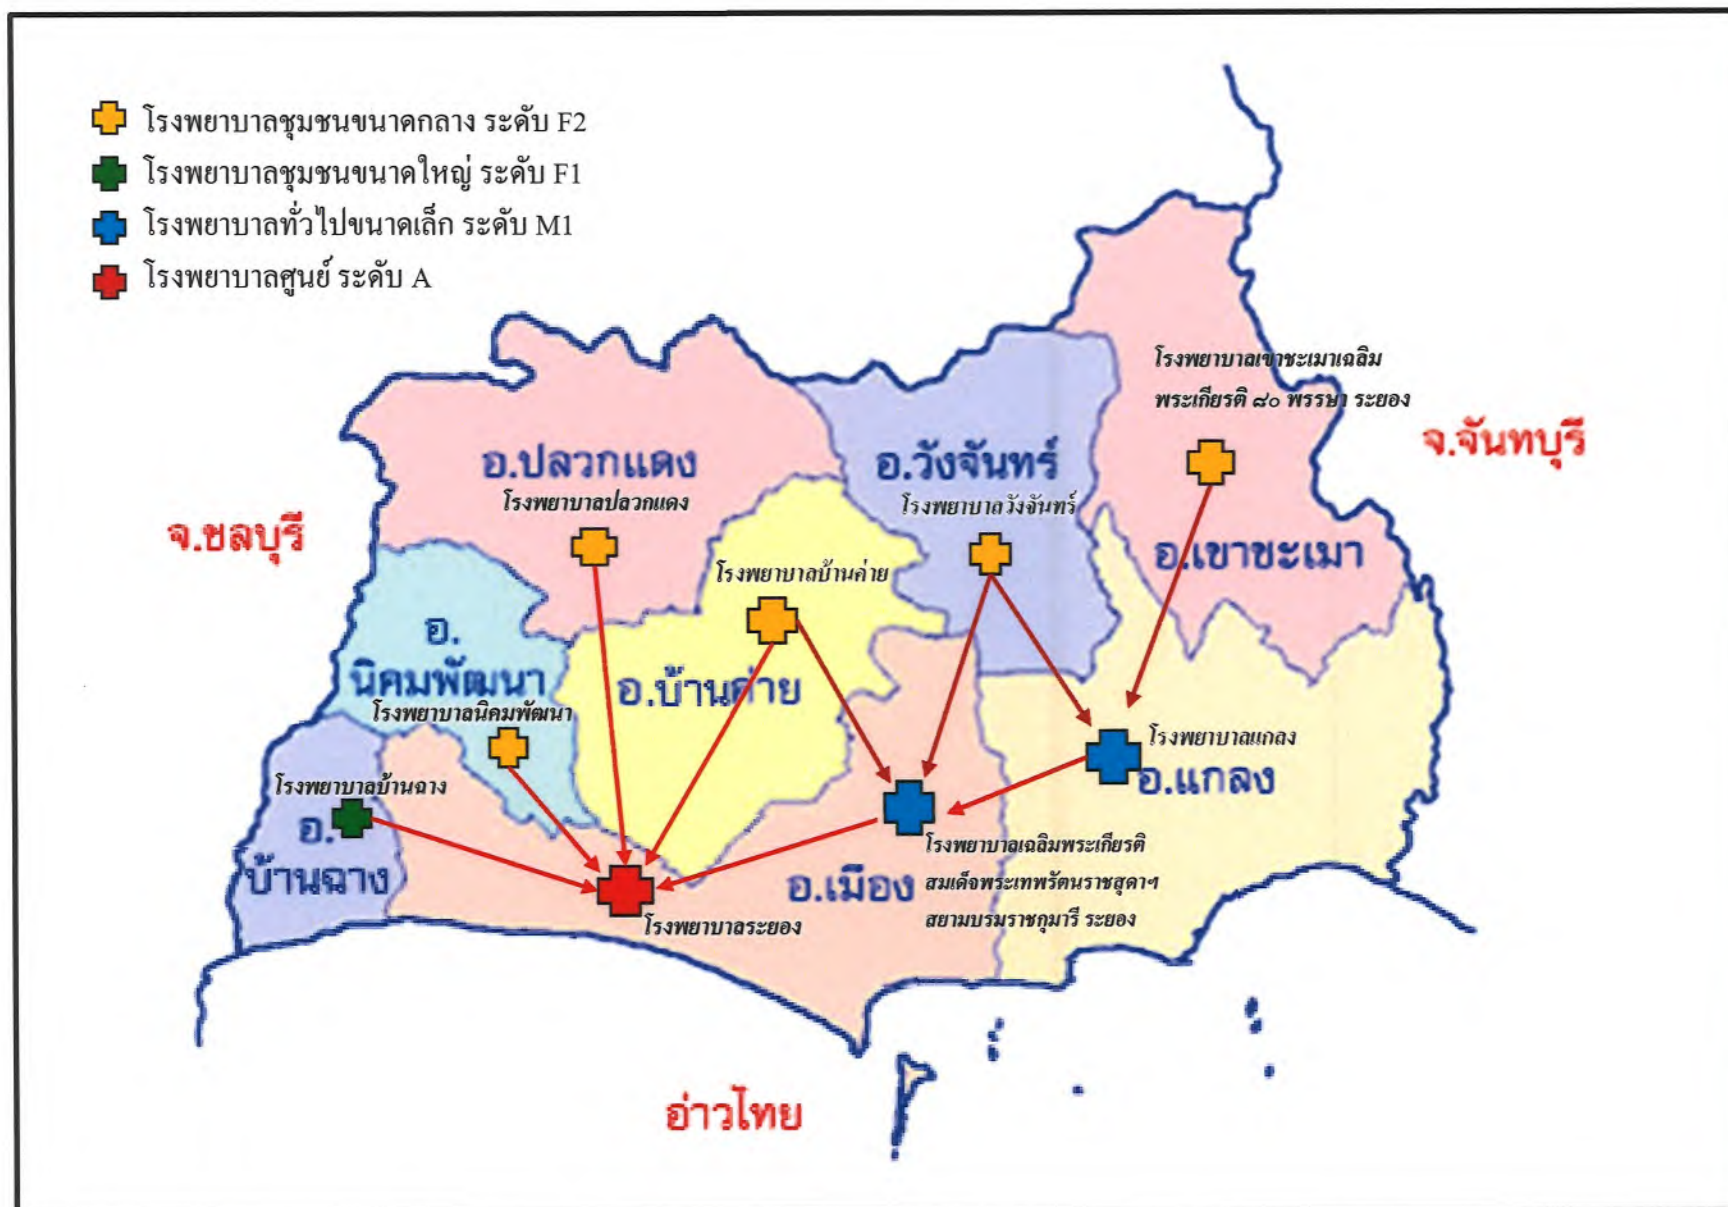 โรงพยาบาลชุมชนขนาดกลาง ระดับ F2
โรงพยาบาลชุมชนขนาดใหญ่ ระดับ F1
โรงพยาบาลทั่วไปขนาดเล็ก ระดับ M1
โรงพยาบาลศูนย์ ระดับ A
โรงพยาบาลเขาชะเมาเฉลิม
พระเกียรติ ๘๐ พรรษา ระยอง
จ.จันทบุรี
อ.ปลวกแดง
โรงพยาบาลปลวกแดง
อ.วังจันทร์
โรงพยาบาลวังจันทร์
จ.ชลบุรี
อ.เขาชะเมา
โรงพยาบาลบ้านค่าย
อ.
นิคมพัฒนา
โรงพยาบาลนิคมพัฒนา
อ.บ้านค่าย
โรงพยาบาลแกลง
อ.แกลง
โรงพยาบาลบ้านฉาง
อ.
บ้านฉาง
โรงพยาบาลเฉลิมพระเกียรติ
สมเด็จพระเทพรัตนราชสุดาฯ
สยามบรมราชกุมารี ระยอง
อ.เมือง
โรงพยาบาลระยอง
อ่าวไทย